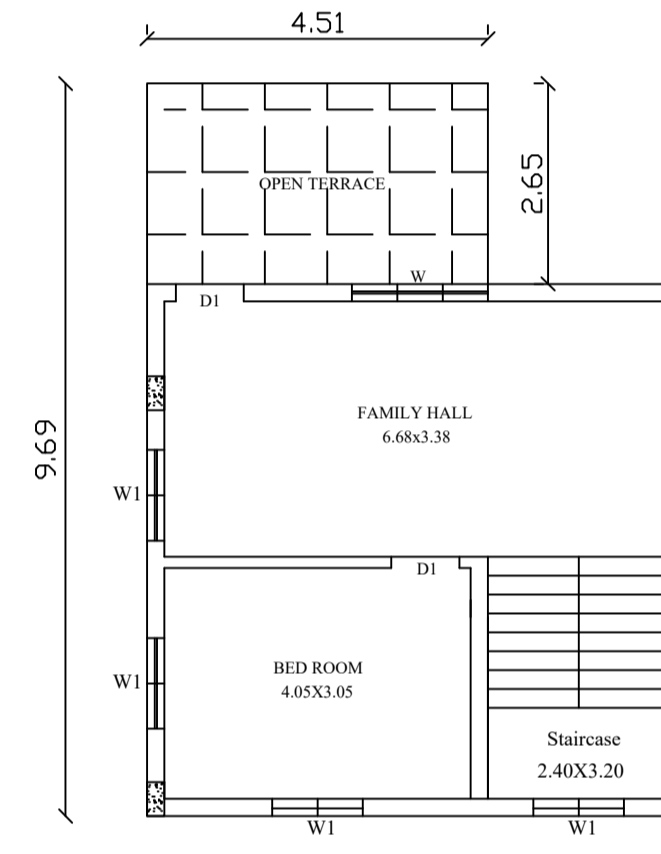 4.51
2.65
OPEN TERRACE
W
D1
FAMILY HALL
6.68x3.38
9.69
W1
D1
BED ROOM
4.05X3.05
W1
Staircase
2.40X3.20
W1
W1